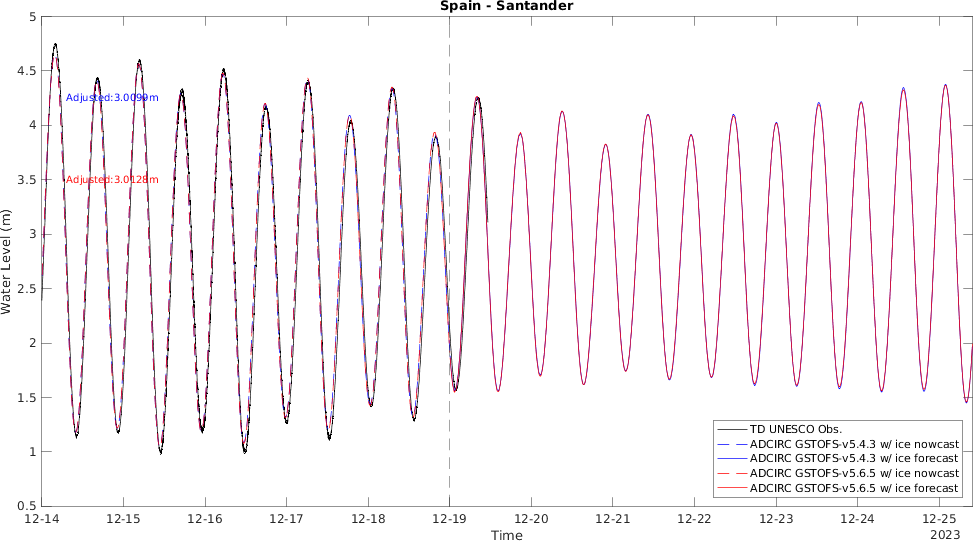 Spain - Santander
5
4.5
4
3.5
3
2.5
2
1.5
1
0.5
Water Level (m)
Adjusted:3.0099m
Adjusted:3.0128m
TD UNESCO Obs.
ADCIRC GSTOFS-v5.4.3 w/ ice nowcast
ADCIRC GSTOFS-v5.4.3 w/ ice forecast
ADCIRC GSTOFS-v5.6.5 w/ ice nowcast
ADCIRC GSTOFS-v5.6.5 w/ ice forecast
12-14 12-15 12-16 12-17 12-18 12-19 12-20 12-21 12-22 12-23 12-24 12-25
Time
2023